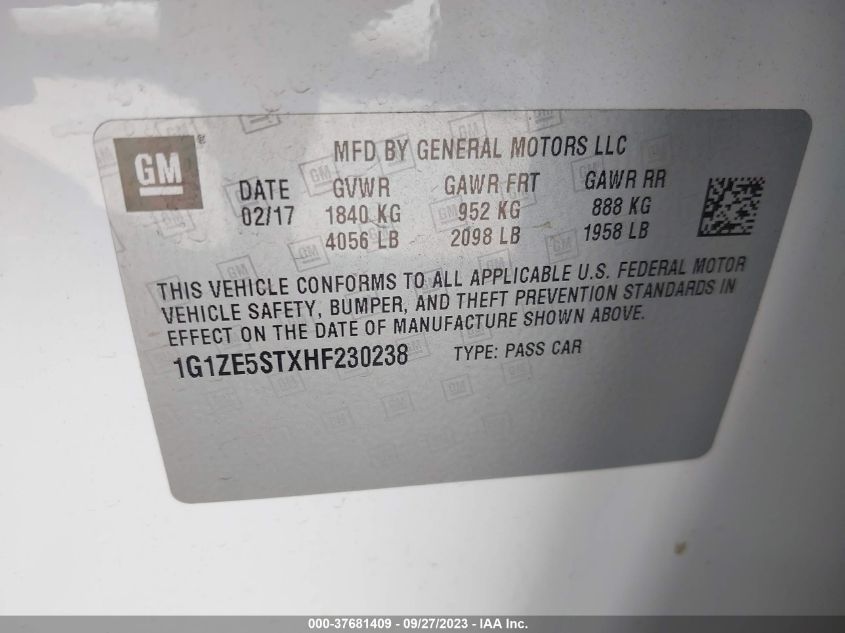 GM ®
MFD BY GENERAL MOTORS LLC
DATE GVWR GAWR FRT GAWR RR
02/17 1840 KG 952 KG 888 KG
4056 LB 2098 LB 1958 LB
THIS VEHICLE CONFORMS TO ALL APPLICABLE U.S. FEDERAL MOTOR
VEHICLE SAFETY, BUMPER, AND THEFT PREVENTION STANDARDS IN
EFFECT ON THE DATE OF MANUFACTURE SHOWN ABOVE.
1G1ZE5STXHF230238 TYPE: PASS CAR
000-37681409 - 09/27/2023 - IAA Inc.